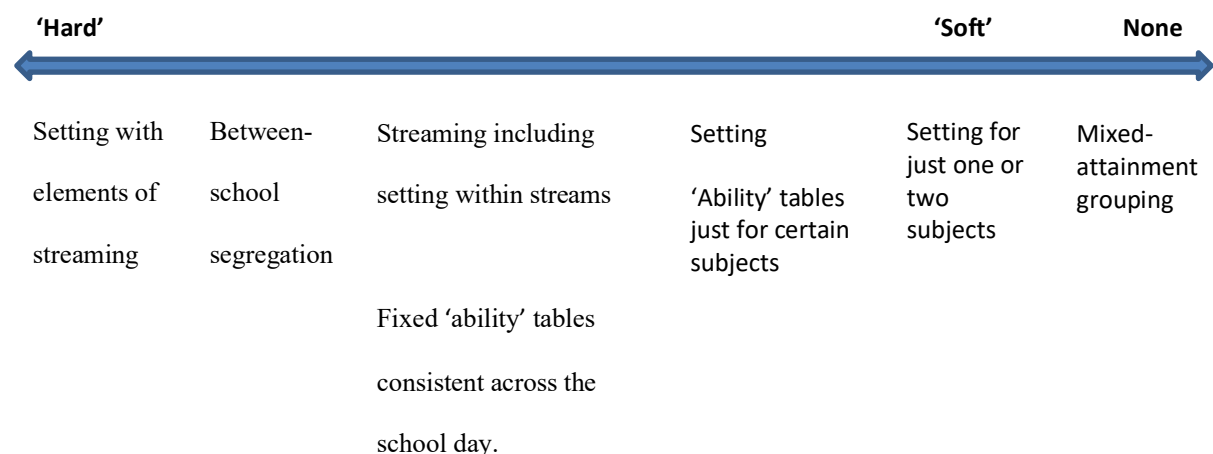 ‘Hard’ ‘Soft’ None
Setting with
elements of
streaming
Between-
school
segregation
Streaming including
setting within streams
Fixed ‘ability’ tables
consistent across the
school day.
Setting
‘Ability’ tables
just for certain
subjects
Setting for
just one or
two
subjects
Mixed-
attainment
grouping